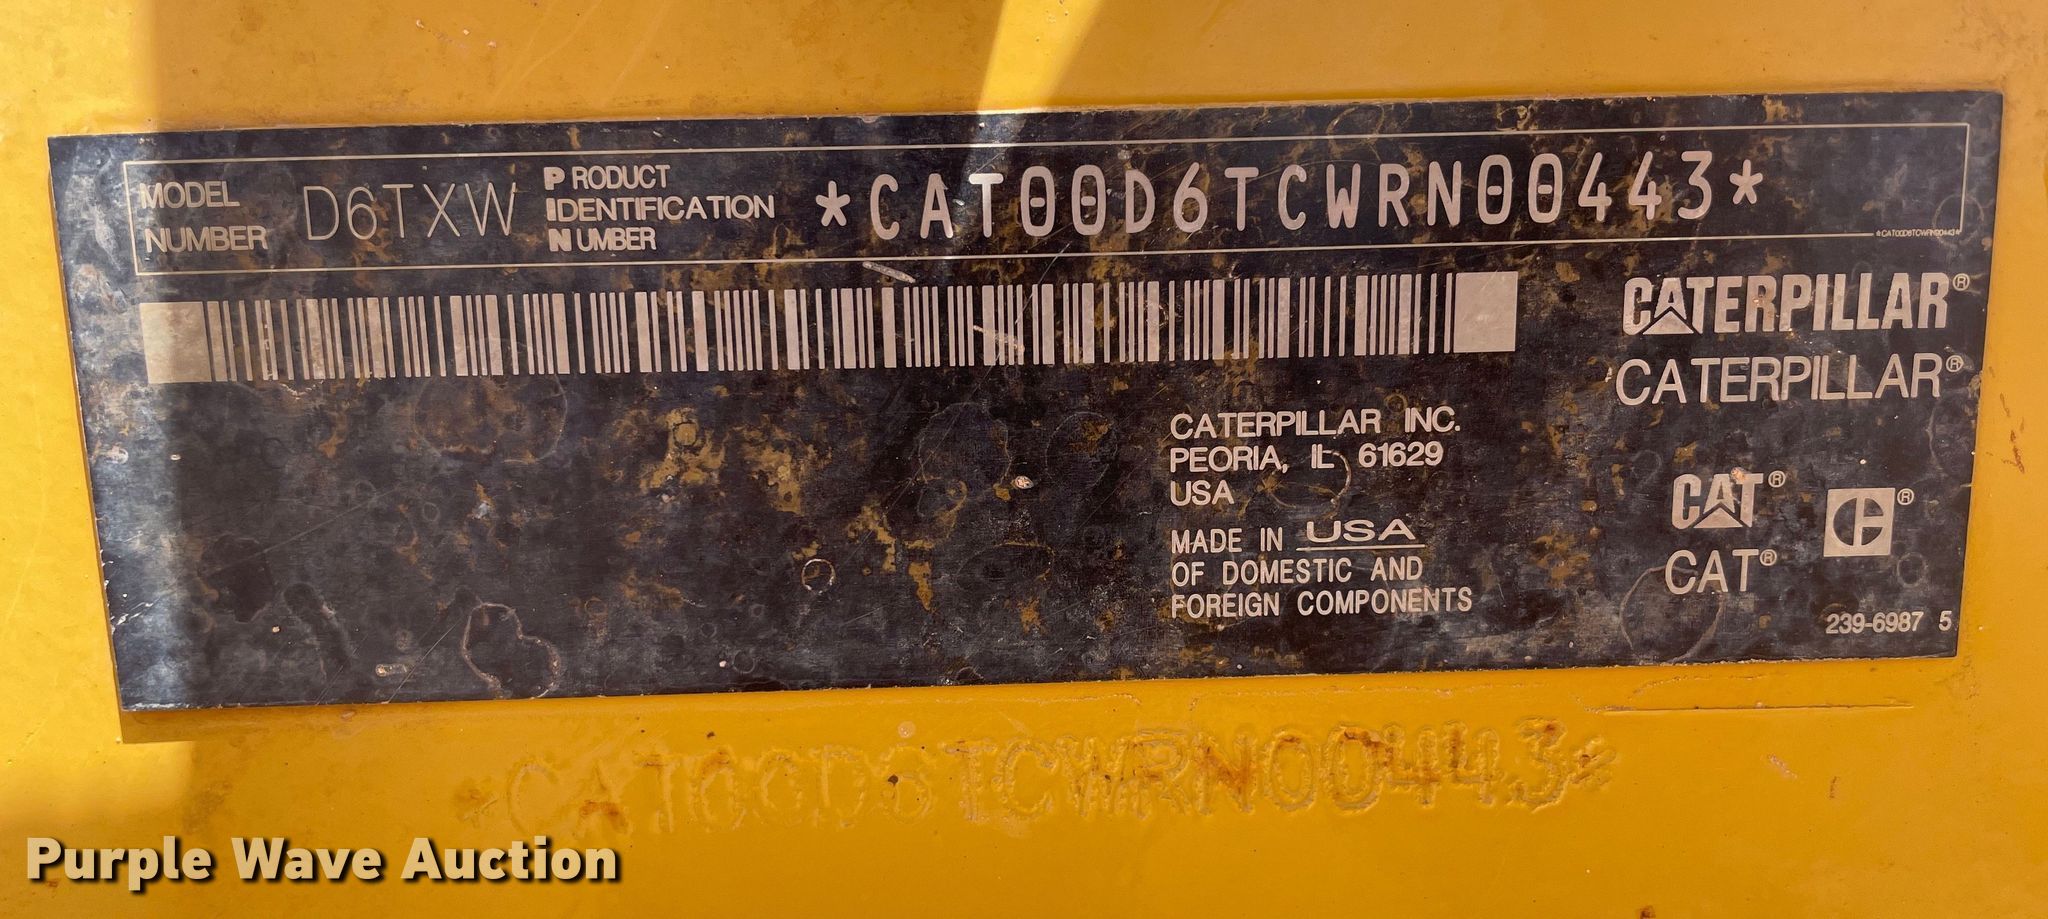 MODEL NUMBER D6TXW PRODUCT IDENTIFICATION NUMBER *CAT00D6TCWRN00443*
*CAT00D6TCWRN00443*
CATERPILLAR®
CATERPILLAR®
CATERPILLAR INC.
PEORIA, IL 61629
USA
MADE IN USA
OF DOMESTIC AND
FOREIGN COMPONENTS
CAT®
CAT®
®
239-6987 5
*CAT00D6TCWRN00443*
Purple Wave Auction